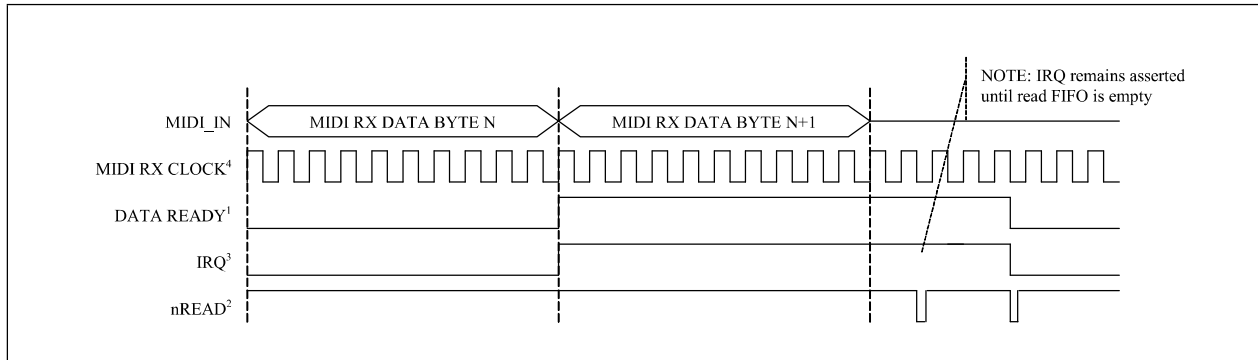 NOTE: IRQ remains asserted
until read FIFO is empty
MIDI_IN
MIDI RX DATA BYTE N
MIDI RX DATA BYTE N+1
MIDI RX CLOCK⁴
DATA READY¹
IRQ³
nREAD²